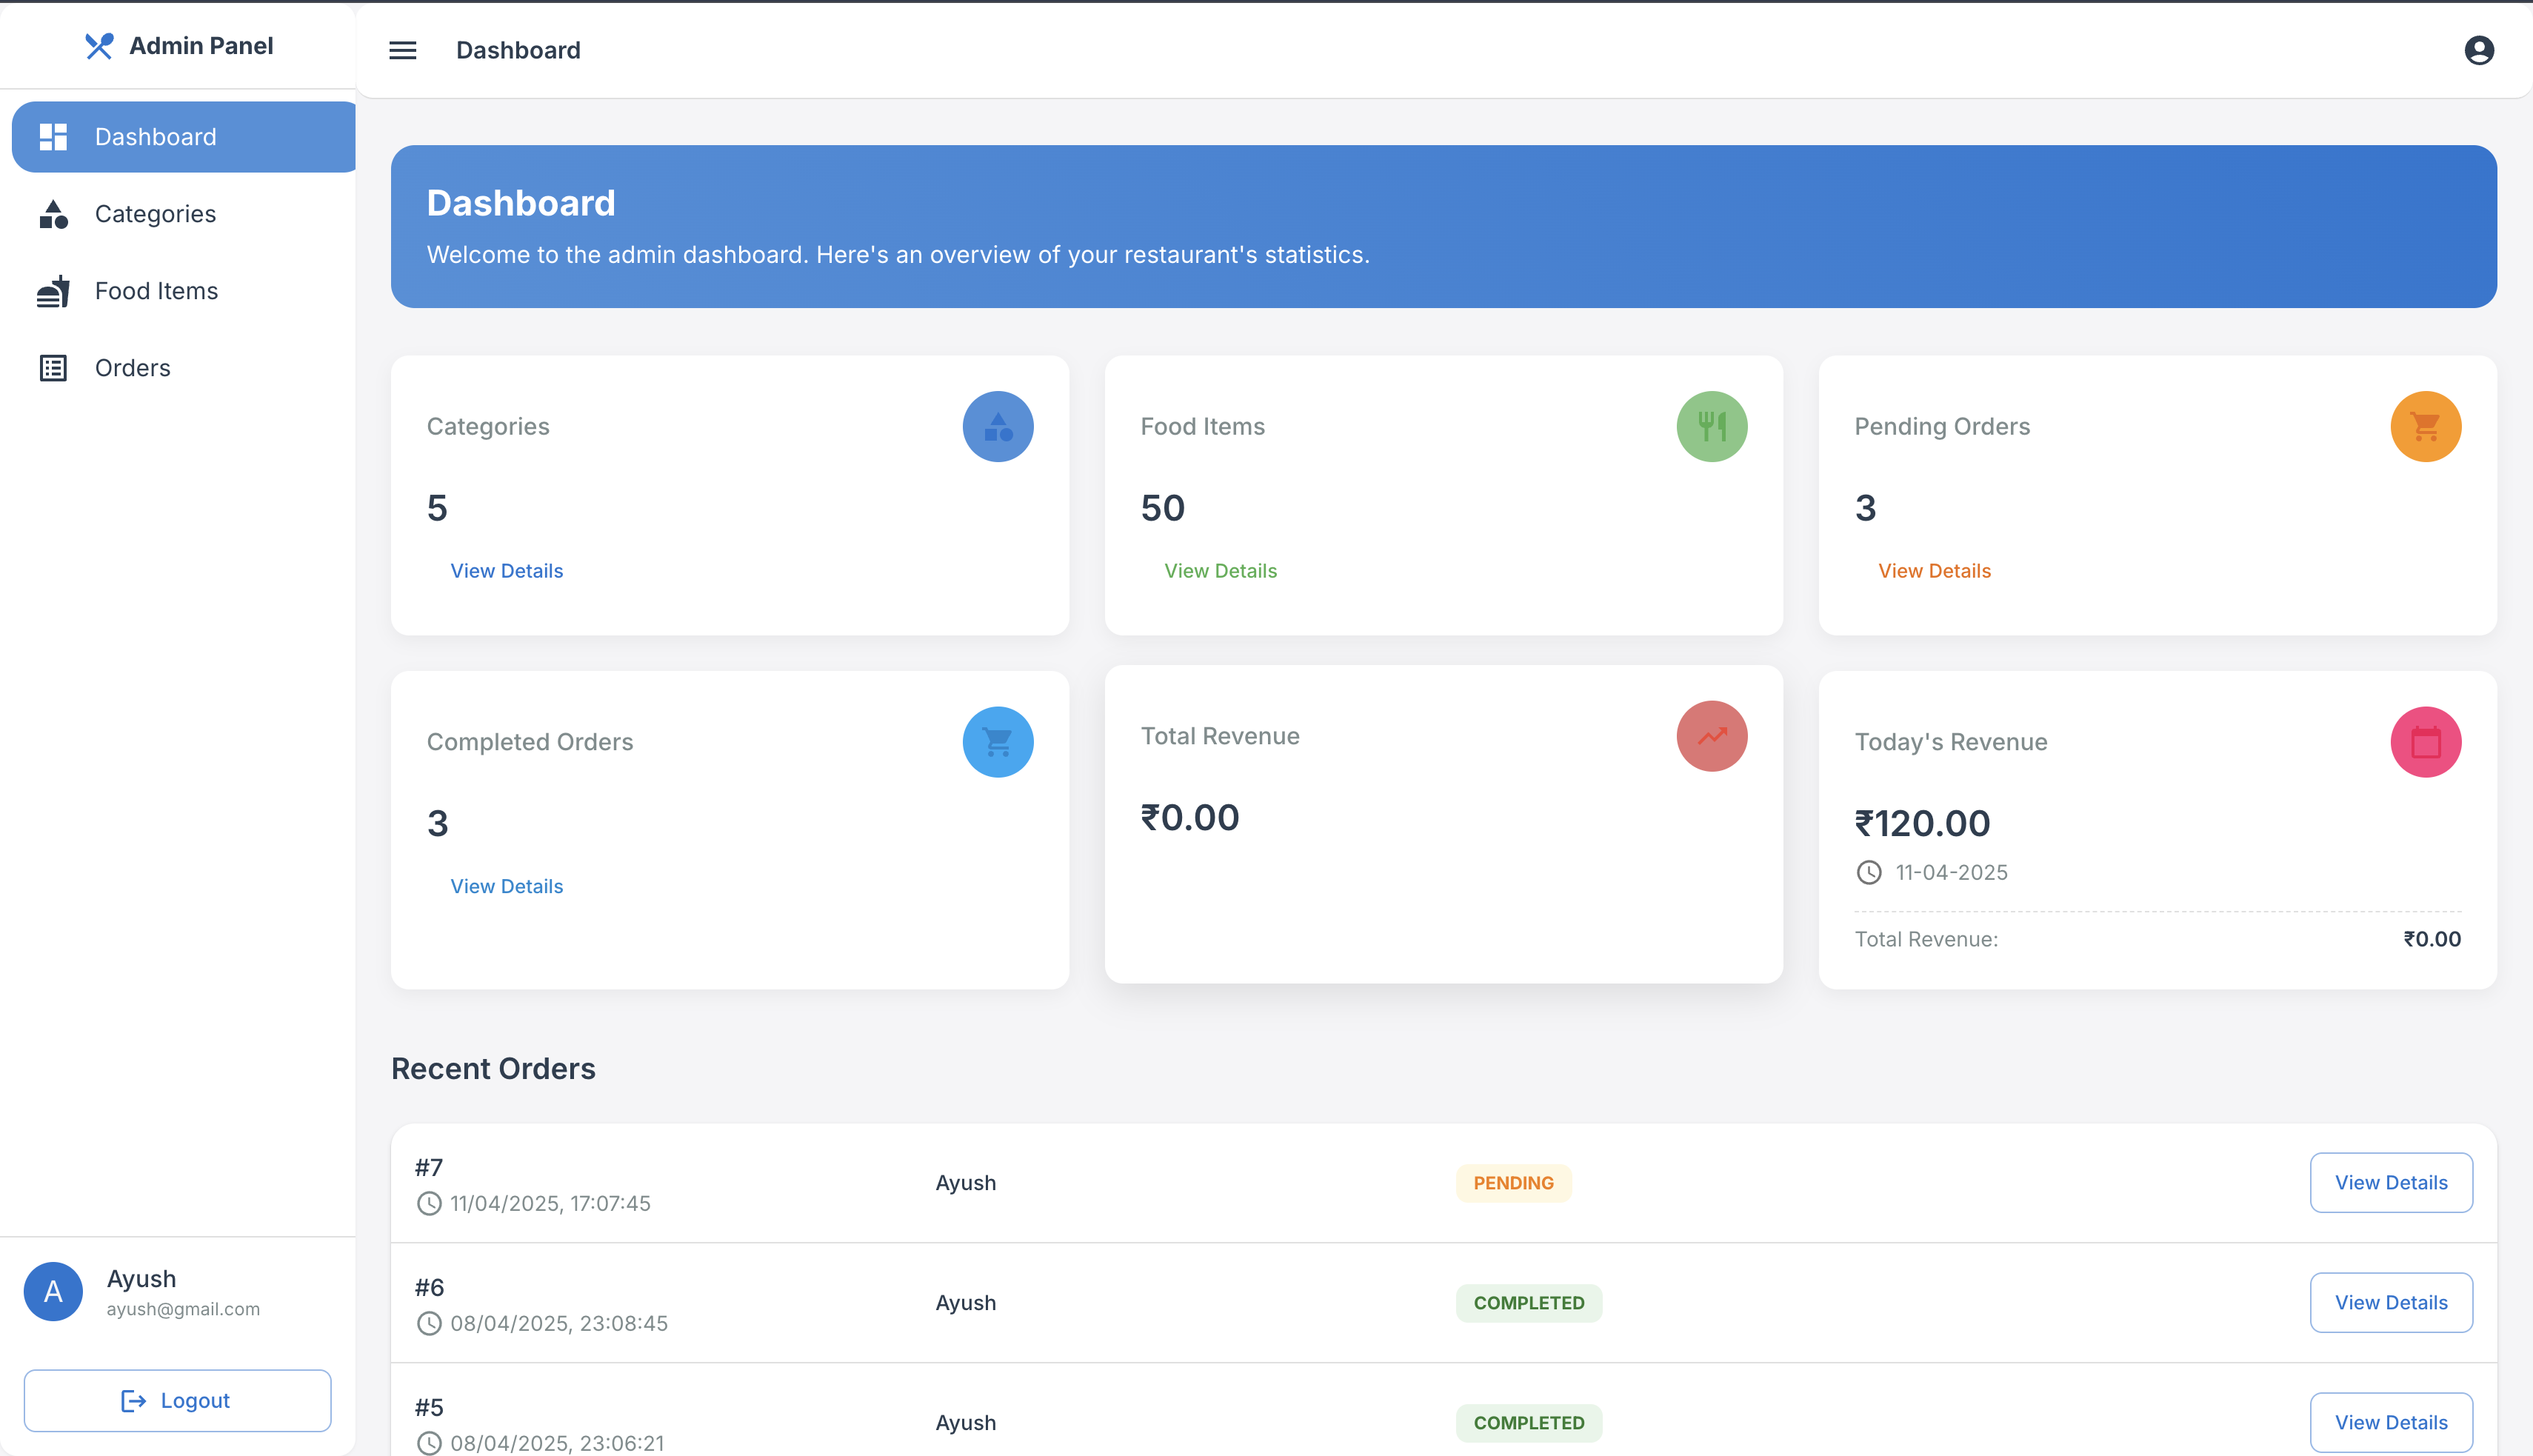 Admin Panel
Dashboard
Categories
Food Items
Orders
Ayush
A
ayush@gmail.com
Logout
Dashboard
Dashboard
Welcome to the admin dashboard. Here's an overview of your restaurant's statistics.
Categories
5
View Details
Food Items
50
View Details
Pending Orders
3
View Details
Completed Orders
3
View Details
Total Revenue
₹0.00
Today's Revenue
₹120.00
11-04-2025
Total Revenue: ₹0.00
Recent Orders
#7
11/04/2025, 17:07:45
Ayush
PENDING
View Details
#6
08/04/2025, 23:08:45
Ayush
COMPLETED
View Details
#5
08/04/2025, 23:06:21
Ayush
COMPLETED
View Details